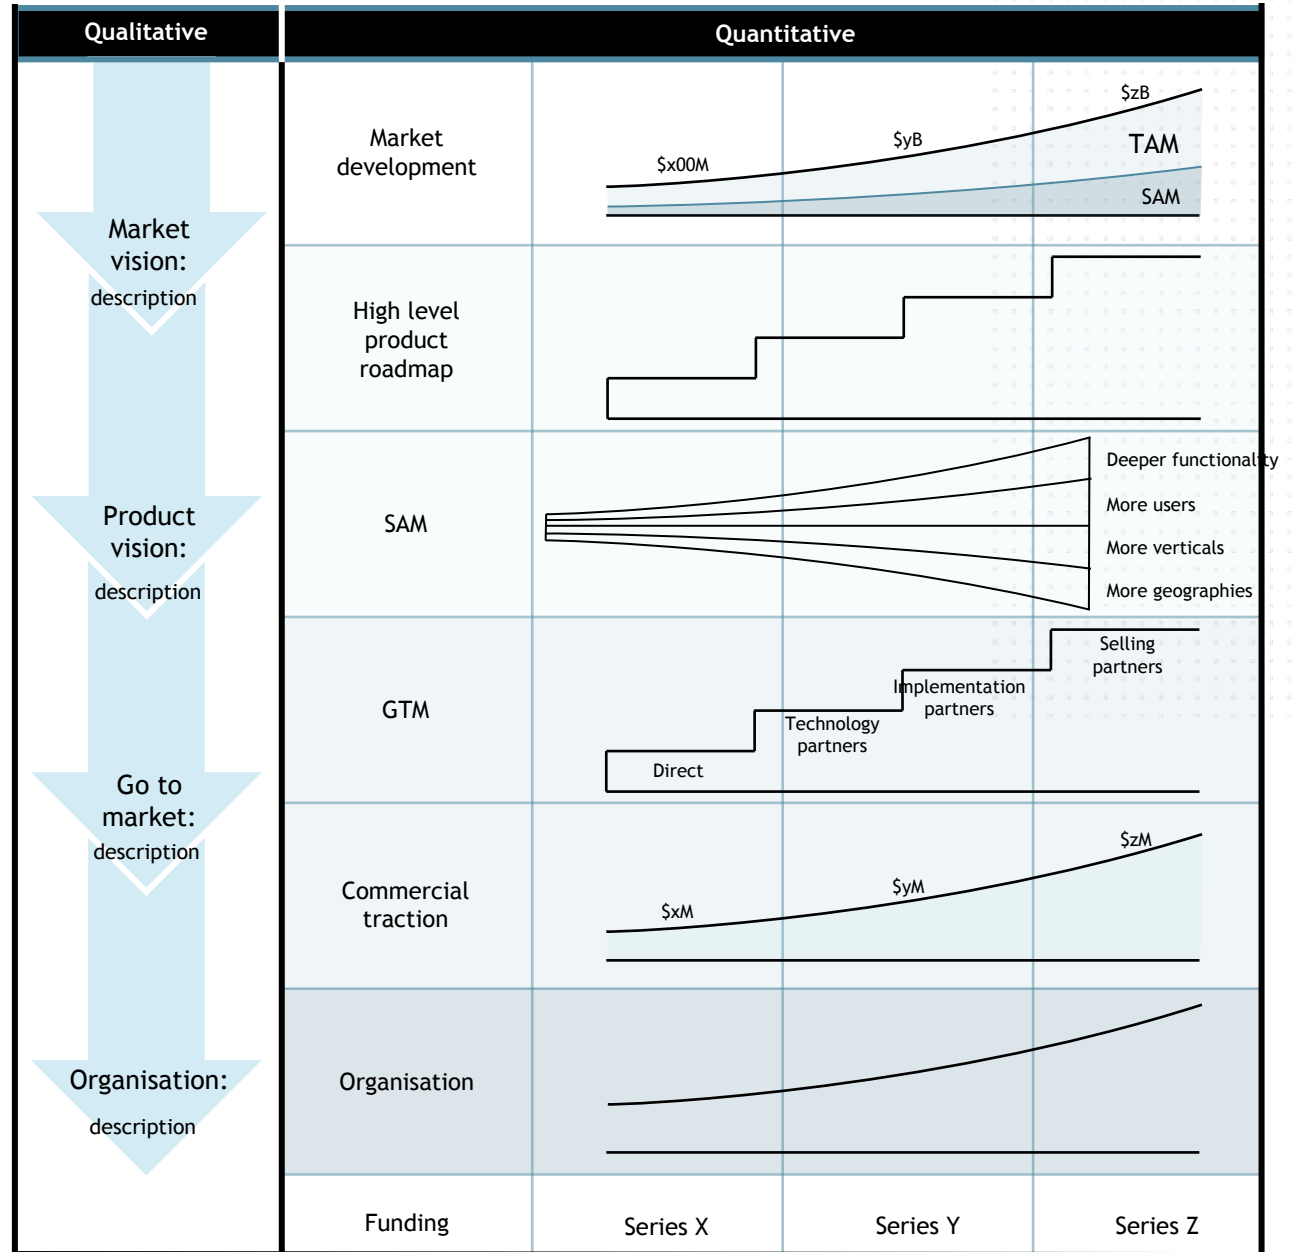 Qualitative
Quantitative
Market
vision:
description
Product
vision:
description
Go to
market:
description
Organisation:
description
Market
development
$x00M
$yB
$zB
TAM
SAM
High level
product
roadmap
SAM
Deeper functionality
More users
More verticals
More geographies
GTM
Direct
Technology
partners
Implementation
partners
Selling
partners
Commercial
traction
$xM
$yM
$zM
Organisation
Funding
Series X
Series Y
Series Z